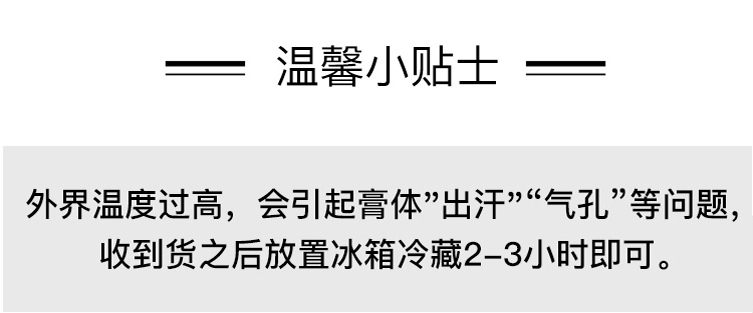 温馨小贴士
外界温度过高，会引起膏体”出汗”“气孔”等问题，
收到货之后放置冰箱冷藏2-3小时即可。